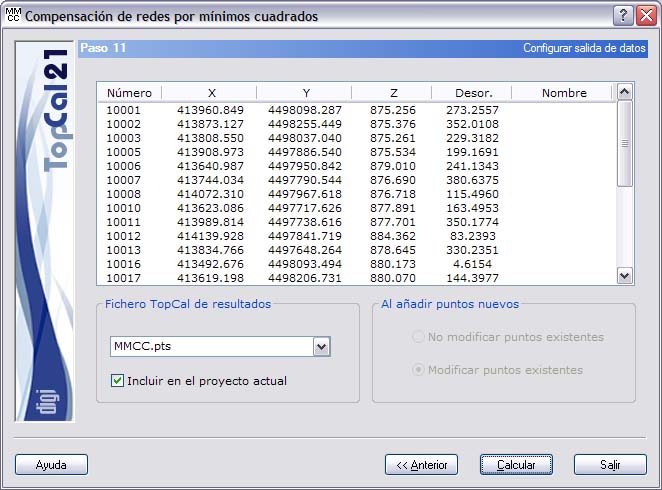 MM
CC
Compensación de redes por mínimos cuadrados
Paso 11 Configurar salida de datos
TopCal 21
digi
Número X Y Z Desor. Nombre
10001 413960.849 4498098.287 875.256 273.2557
10002 413873.127 4498255.449 875.376 352.0108
10003 413808.550 4498037.040 875.261 229.3182
10005 413908.973 4497886.540 875.534 199.1691
10006 413640.987 4497950.842 879.010 241.1343
10007 413744.034 4497790.544 876.690 380.6375
10008 414072.310 4497967.618 876.718 115.4960
10010 413623.086 4497717.626 877.891 163.4953
10011 413989.814 4497738.616 877.701 350.1774
10012 414139.928 4497841.719 884.362 83.2393
10013 413834.766 4497648.264 878.645 330.2351
10016 413492.676 4498093.494 880.173 4.6154
10017 413619.198 4498206.731 880.070 144.3977
Fichero TopCal de resultados
MMCC.pts
Incluir en el proyecto actual
Al añadir puntos nuevos
No modificar puntos existentes
Modificar puntos existentes
Ayuda << Anterior Calcular Salir